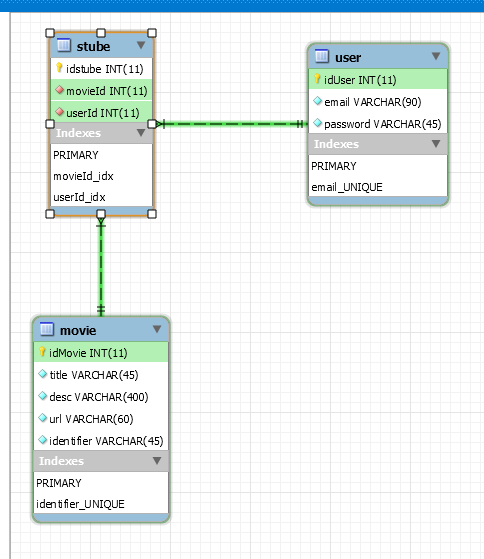 stube
idstube INT(11)
movieId INT(11)
userId INT(11)
Indexes
PRIMARY
movieId_idx
userId_idx
user
idUser INT(11)
email VARCHAR(90)
password VARCHAR(45)
Indexes
PRIMARY
email_UNIQUE
movie
idMovie INT(11)
title VARCHAR(45)
desc VARCHAR(400)
url VARCHAR(60)
identifier VARCHAR(45)
Indexes
PRIMARY
identifier_UNIQUE